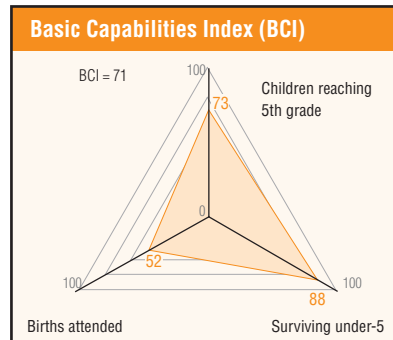 Basic Capabilities Index (BCI)
100
BCI = 71
Children reaching
5th grade
73
0
52
100
100
88
Births attended
Surviving under-5